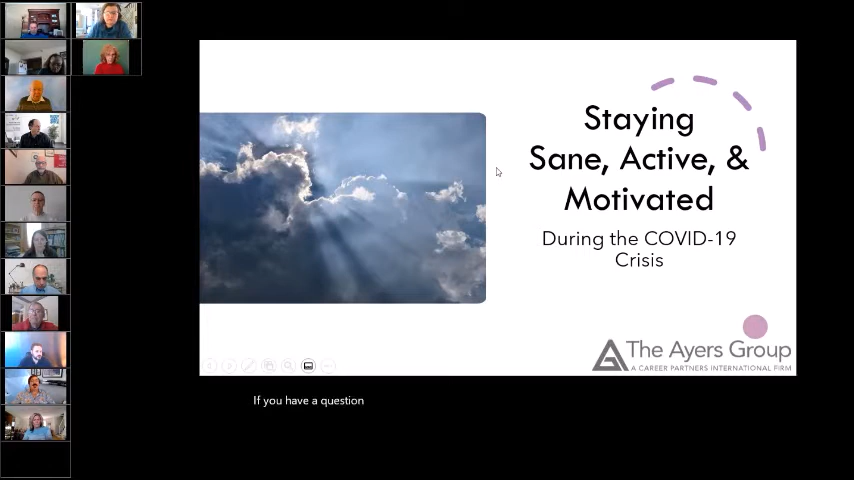 Staying
Sane, Active, &
Motivated
During the COVID-19
Crisis
The Ayers Group
A CAREER PARTNERS INTERNATIONAL FIRM
If you have a question